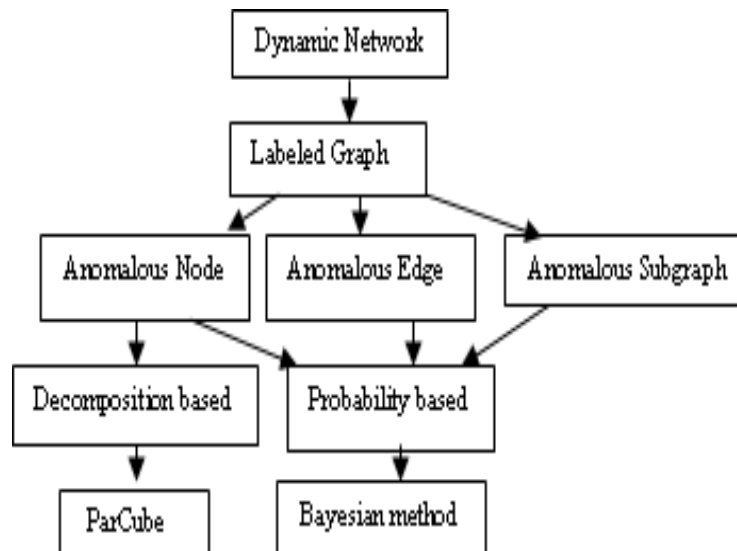 Dynamic Network
Labeled Graph
Anomalous Node
Anomalous Edge
Anomalous Subgraph
Decomposition based
Probability based
ParCube
Bayesian method